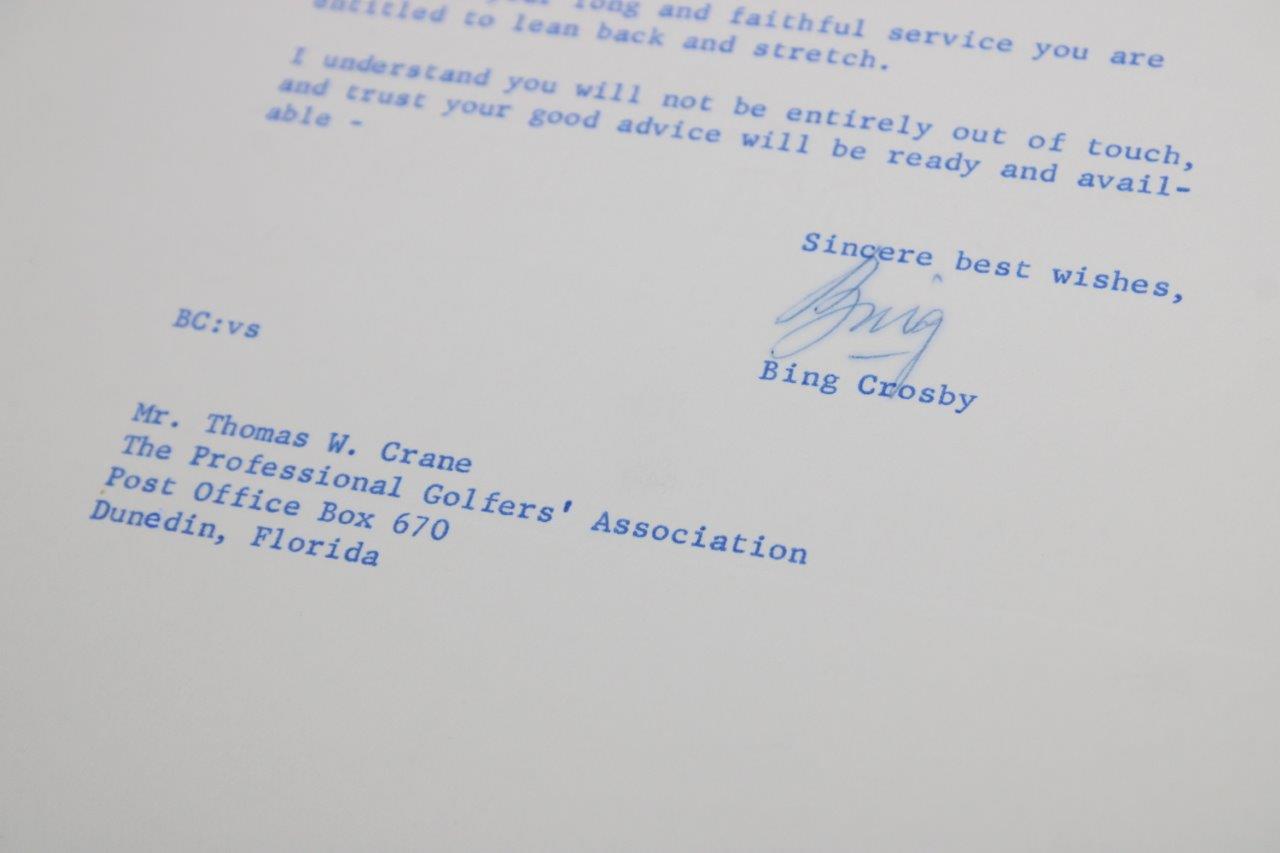 your long and faithful service you are
entitled to lean back and stretch.
I understand you will not be entirely out of touch,
and trust your good advice will be ready and avail-
able -
Sincere best wishes,
Bing
Bing Crosby
BC:vs
Mr. Thomas W. Crane
The Professional Golfers' Association
Post Office Box 670
Dunedin, Florida